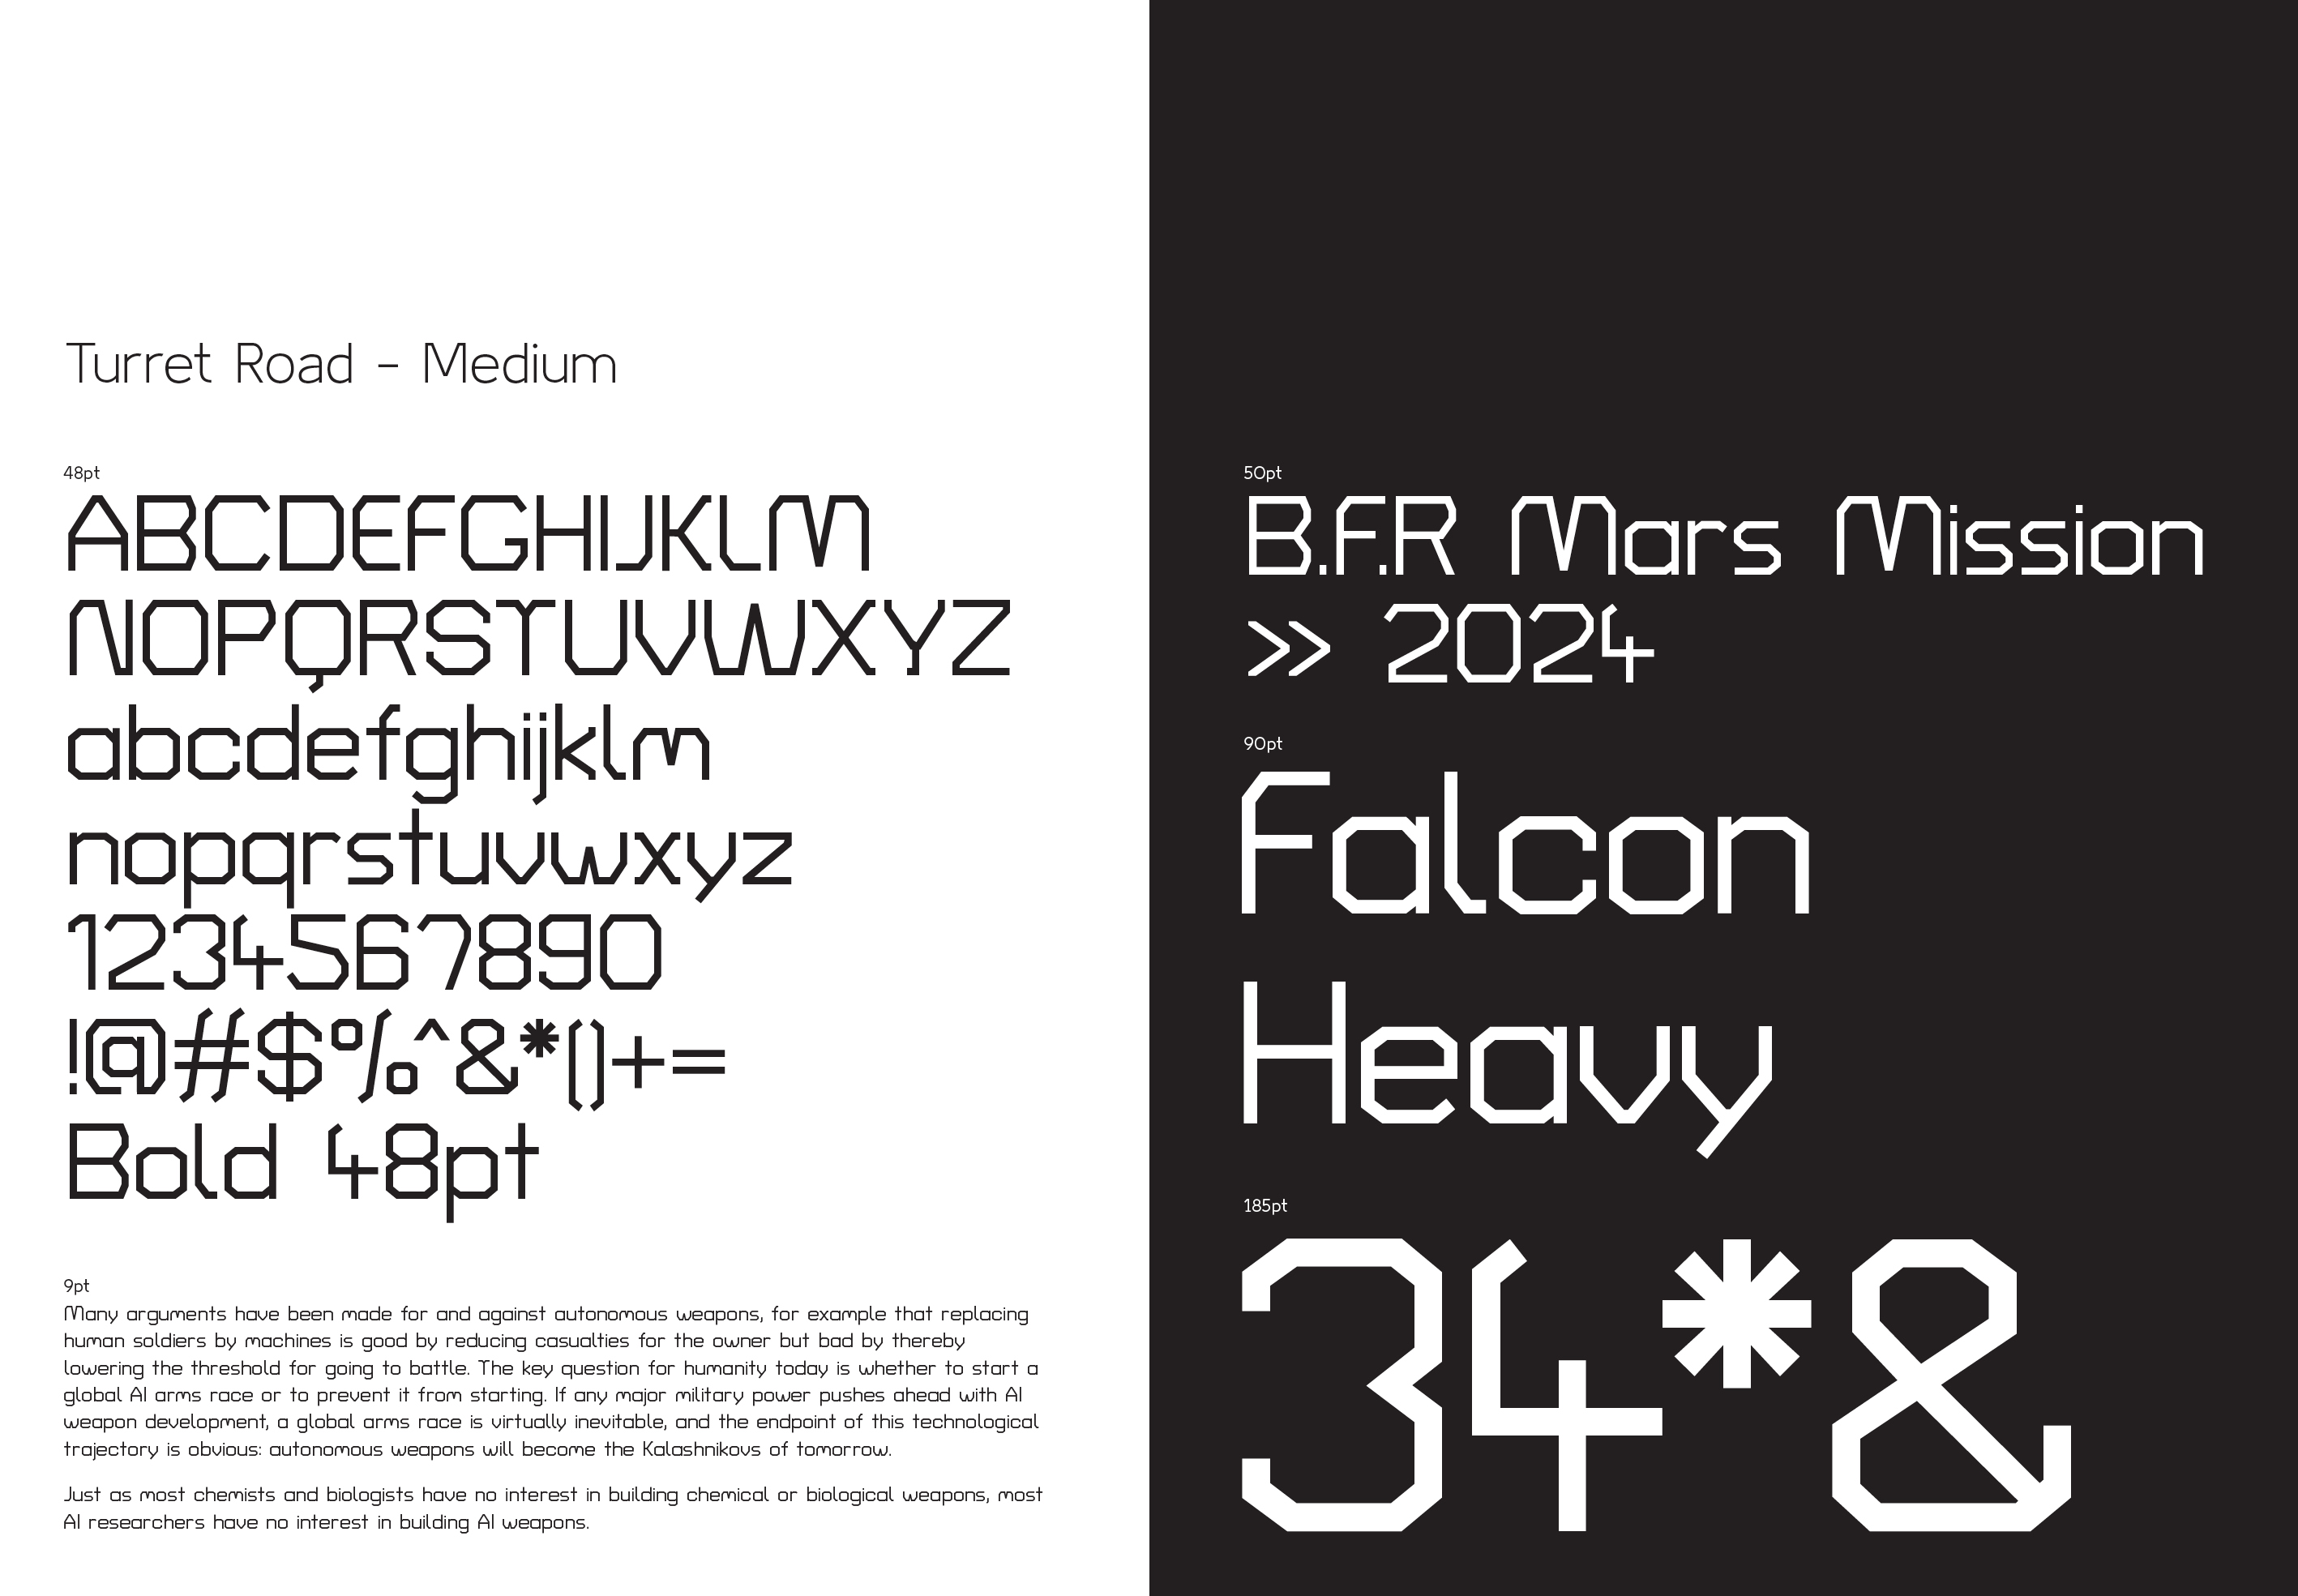 Turret Road - Medium
48pt
ABCDEFGHIJKLM
NOPQRSTUVWXYZ
abcdefghijklm
nopqrstuvwxyz
1234567890
!@#$%^&*()+=
Bold 48pt
9pt
Many arguments have been made for and against autonomous weapons, for example that replacing
human soldiers by machines is good by reducing casualties for the owner but bad by thereby
lowering the threshold for going to battle. The key question for humanity today is whether to start a
global AI arms race or to prevent it from starting. If any major military power pushes ahead with AI
weapon development, a global arms race is virtually inevitable, and the endpoint of this technological
trajectory is obvious: autonomous weapons will become the Kalashnikovs of tomorrow.
Just as most chemists and biologists have no interest in building chemical or biological weapons, most
AI researchers have no interest in building AI weapons.
50pt
B.F.R Mars Mission
>> 2024
90pt
Falcon
Heavy
185pt
34*&